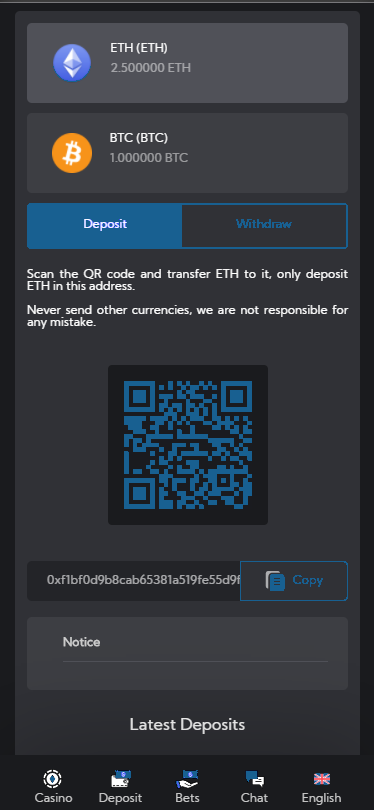 ETH (ETH)
2.500000 ETH
BTC (BTC)
1.000000 BTC
Deposit
Withdraw
Scan the QR code and transfer ETH to it, only deposit
ETH in this address.
Never send other currencies, we are not responsible for
any mistake.
0xf1bf0d9b8cab65381a519fe55d9f
Copy
Notice
Latest Deposits
Casino
Deposit
Bets
Chat
English